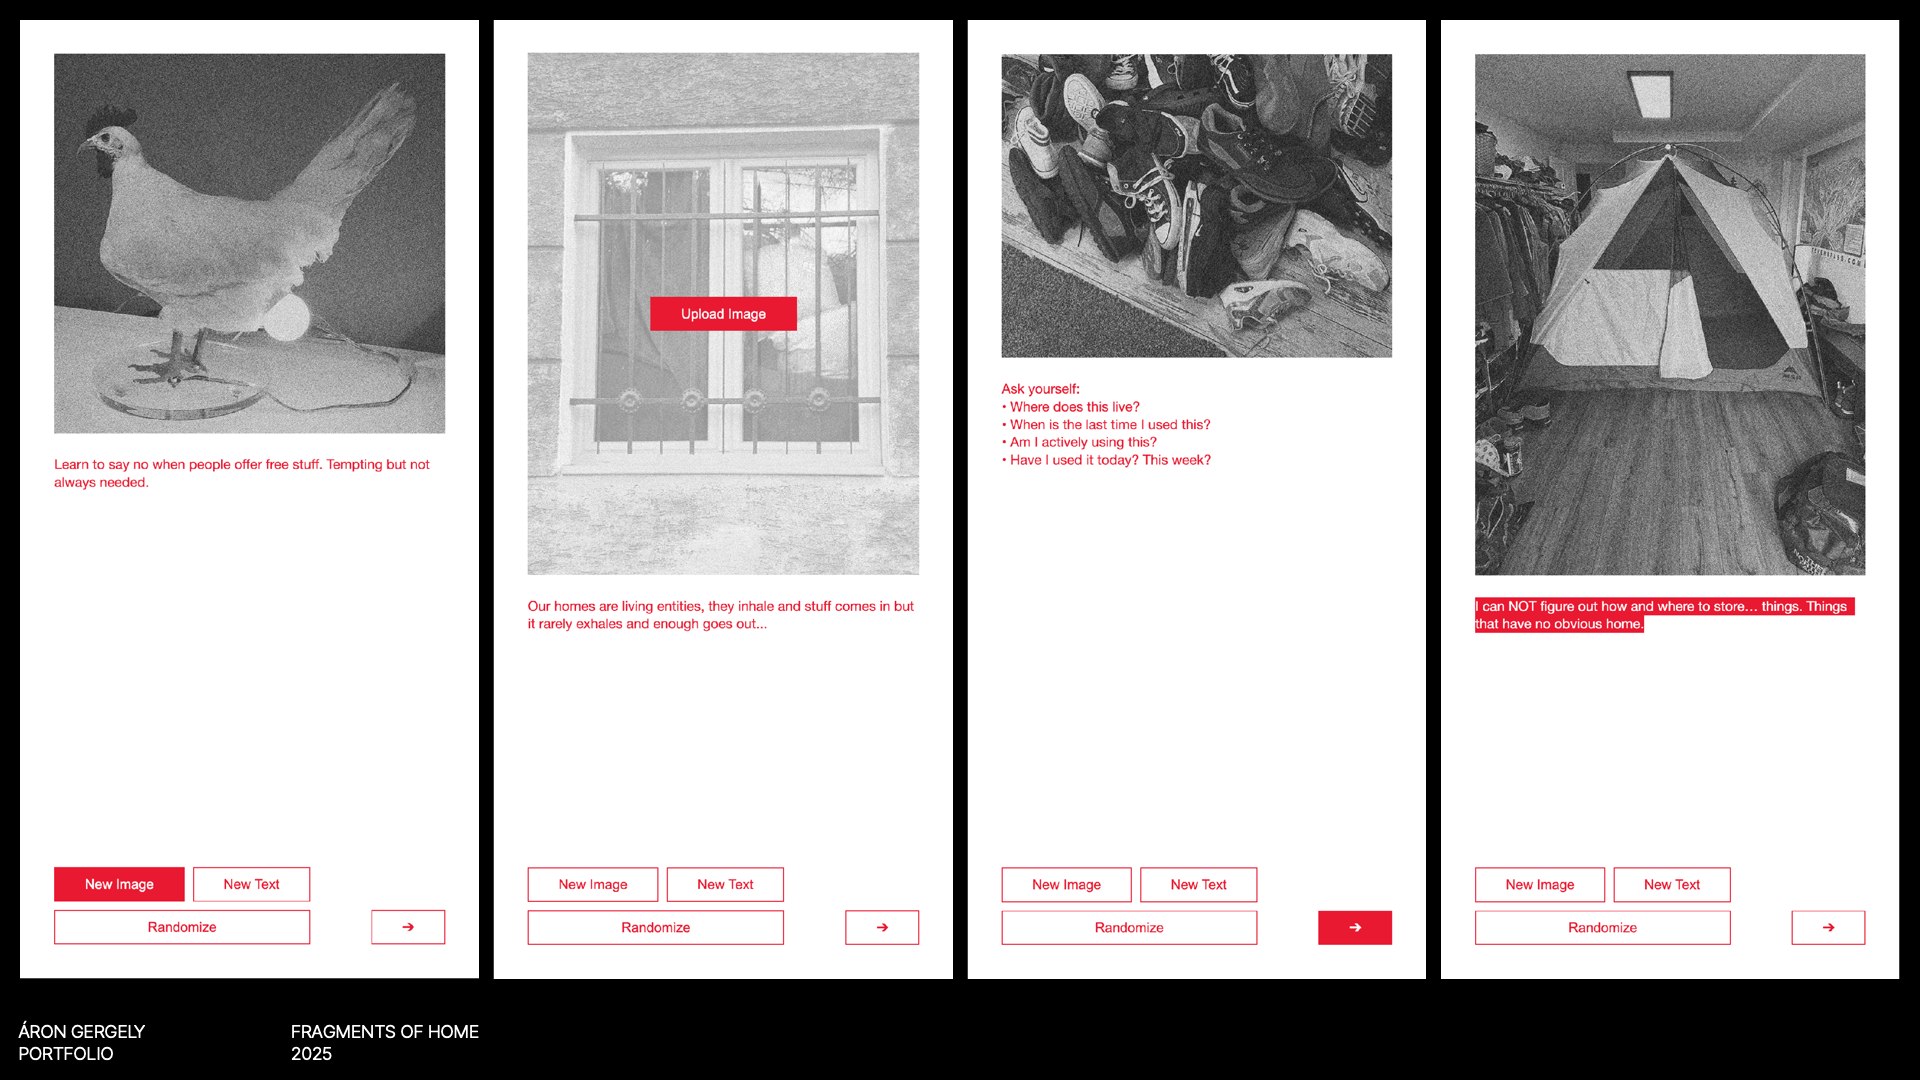 Learn to say no when people offer free stuff. Tempting but not
always needed.
New Image
New Text
Randomize
→
Upload Image
Our homes are living entities, they inhale and stuff comes in but
it rarely exhales and enough goes out...
New Image
New Text
Randomize
→
Ask yourself:
• Where does this live?
• When is the last time I used this?
• Am I actively using this?
• Have I used it today? This week?
New Image
New Text
Randomize
→
MSR
I can NOT figure out how and where to store... things. Things
that have no obvious home.
New Image
New Text
Randomize
→
ÁRON GERGELY
PORTFOLIO
FRAGMENTS OF HOME
2025